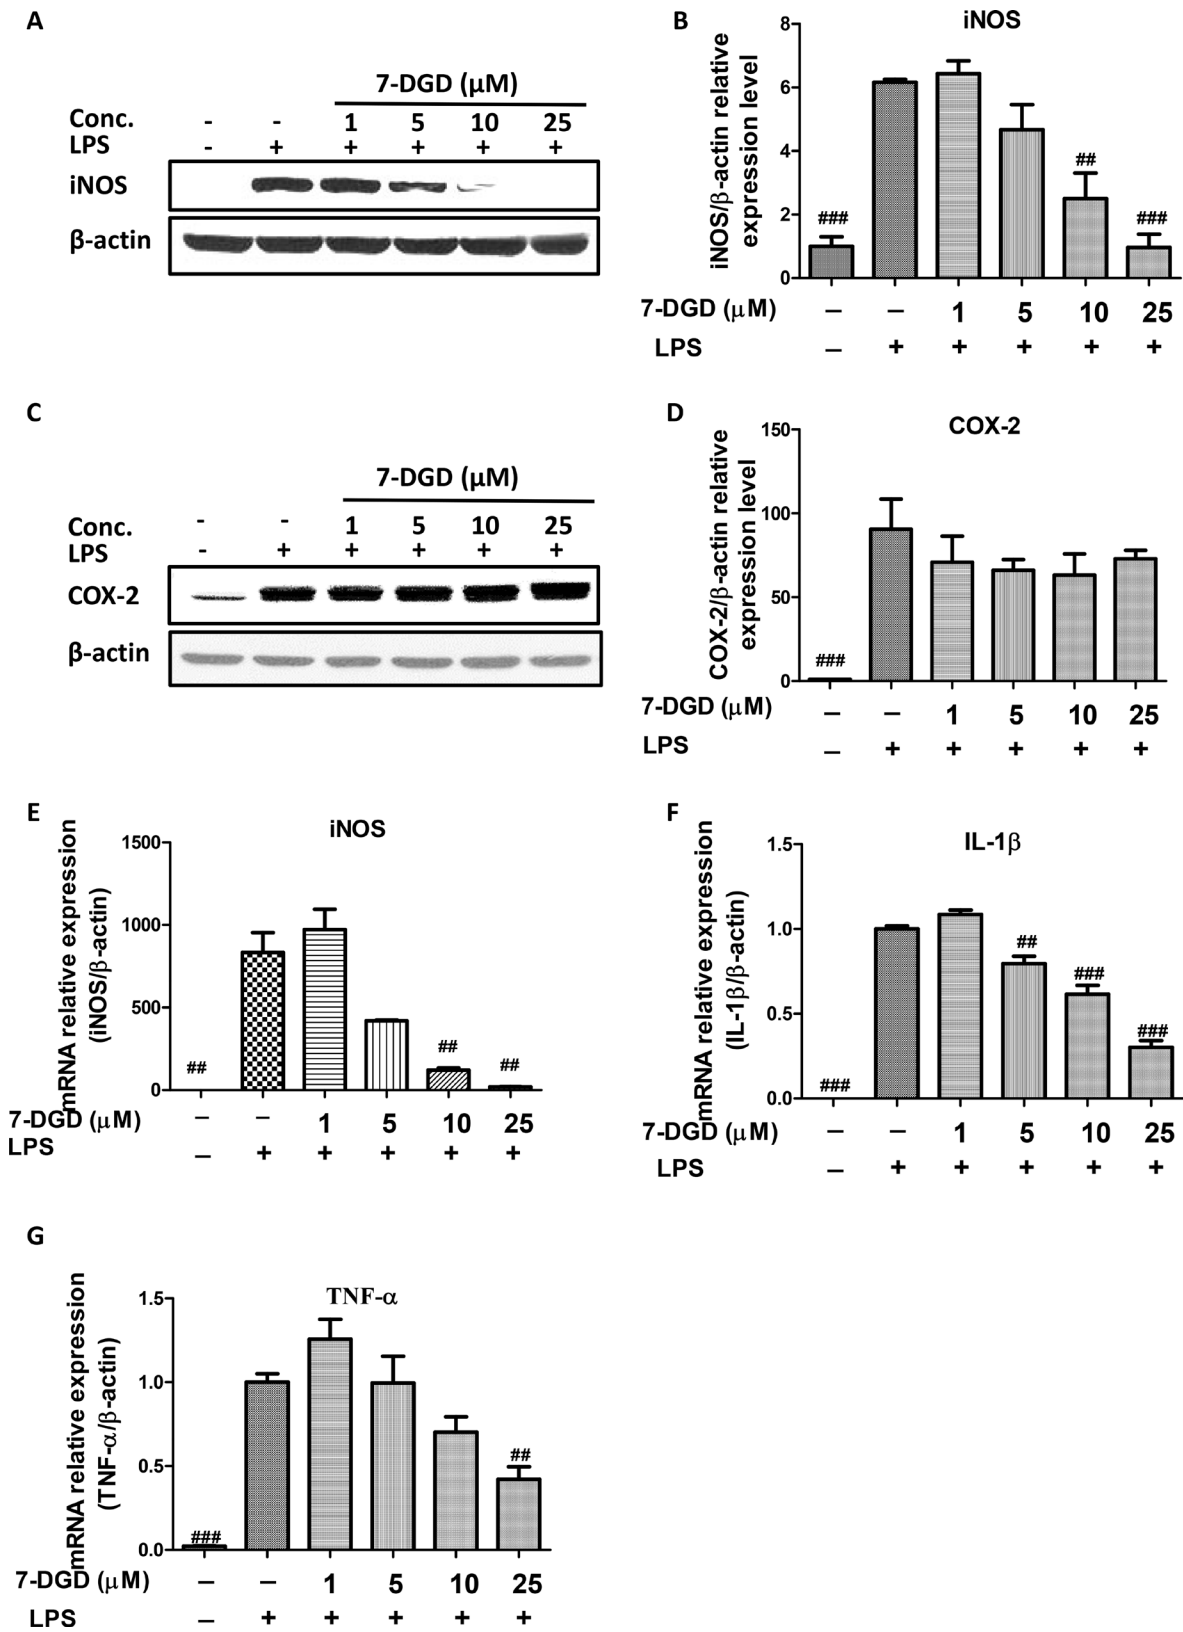 A
7-DGD (μM)
Conc. - - 1 5 10 25
LPS - + + + + +
iNOS
β-actin
B
iNOS
iNOS/β-actin relative
expression level
8
6
4
2
0
### ## ###
7-DGD (μM) – – 1 5 10 25
LPS – + + + + +
C
7-DGD (μM)
Conc. - - 1 5 10 25
LPS - + + + + +
COX-2
β-actin
D
COX-2
COX-2/β-actin relative
expression level
150
100
50
0
###
7-DGD (μM) – – 1 5 10 25
LPS – + + + + +
E
iNOS
mRNA relative expression
(iNOS/β-actin)
1500
1000
500
0
## ## ##
7-DGD (μM) – – 1 5 10 25
LPS – + + + + +
F
IL-1β
mRNA relative expression
(IL-1β/β-actin)
1.5
1.0
0.5
0.0
### ## ### ###
7-DGD (μM) – – 1 5 10 25
LPS – + + + + +
G
TNF-α
mRNA relative expression
(TNF-α/β-actin)
1.5
1.0
0.5
0.0
### ##
7-DGD (μM) – – 1 5 10 25
LPS – + + + + +